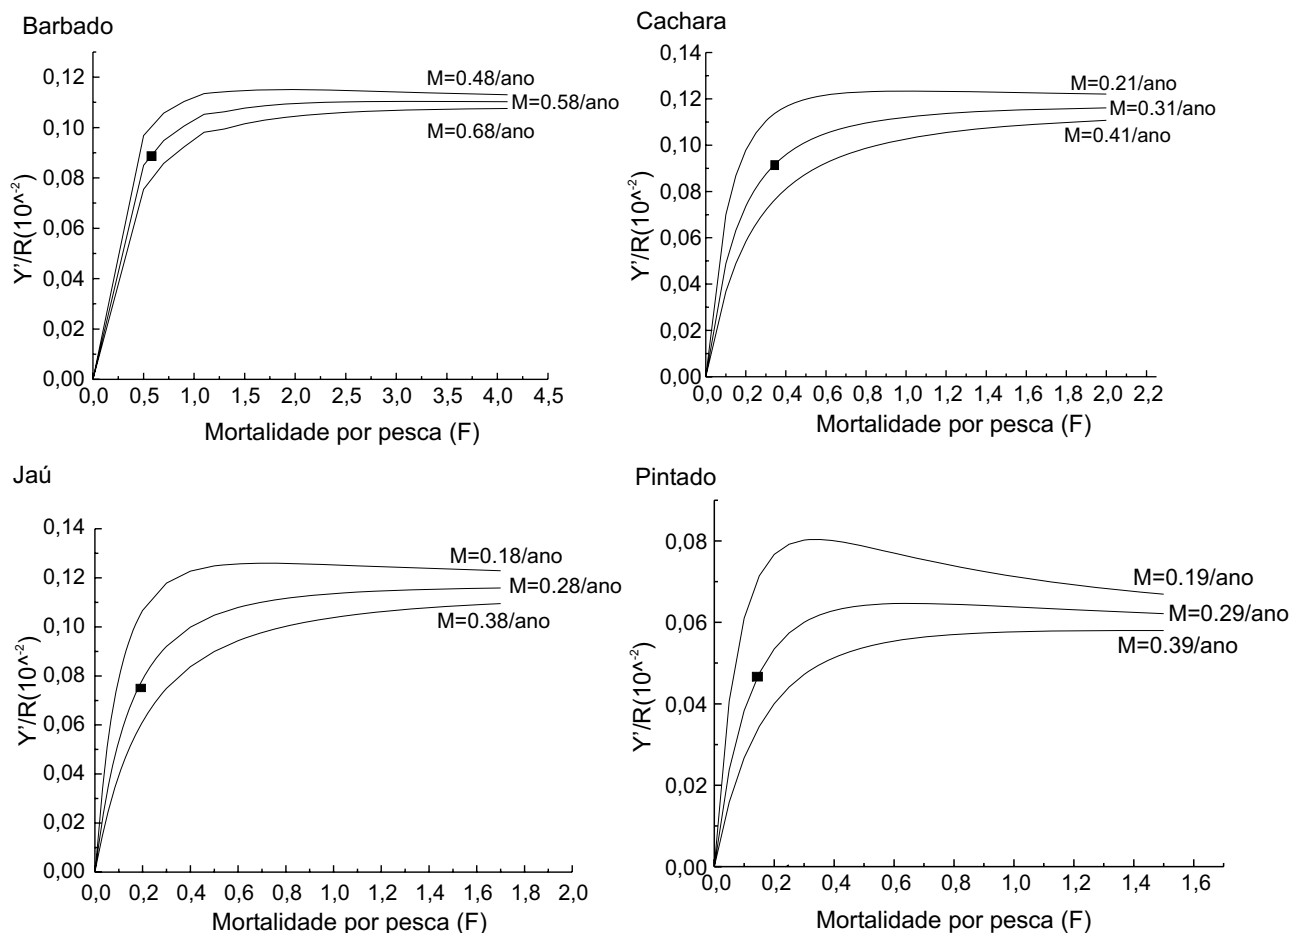 Barbado
0,12
0,10
0,08
0,06
0,04
0,02
0,00
Y'/R(10^-2)
M=0.48/ano
M=0.58/ano
M=0.68/ano
0,0 0,5 1,0 1,5 2,0 2,5 3,0 3,5 4,0 4,5
Mortalidade por pesca (F)
Cachara
0,14
0,12
0,10
0,08
0,06
0,04
0,02
0,00
Y'/R(10^-2)
M=0.21/ano
M=0.31/ano
M=0.41/ano
0,0 0,2 0,4 0,6 0,8 1,0 1,2 1,4 1,6 1,8 2,0 2,2
Mortalidade por pesca (F)
Jaú
0,14
0,12
0,10
0,08
0,06
0,04
0,02
0,00
Y'/R(10^-2)
M=0.18/ano
M=0.28/ano
M=0.38/ano
0,0 0,2 0,4 0,6 0,8 1,0 1,2 1,4 1,6 1,8 2,0
Mortalidade por pesca (F)
Pintado
0,08
0,06
0,04
0,02
0,00
Y'/R(10^-2)
M=0.19/ano
M=0.29/ano
M=0.39/ano
0,0 0,2 0,4 0,6 0,8 1,0 1,2 1,4 1,6
Mortalidade por pesca (F)